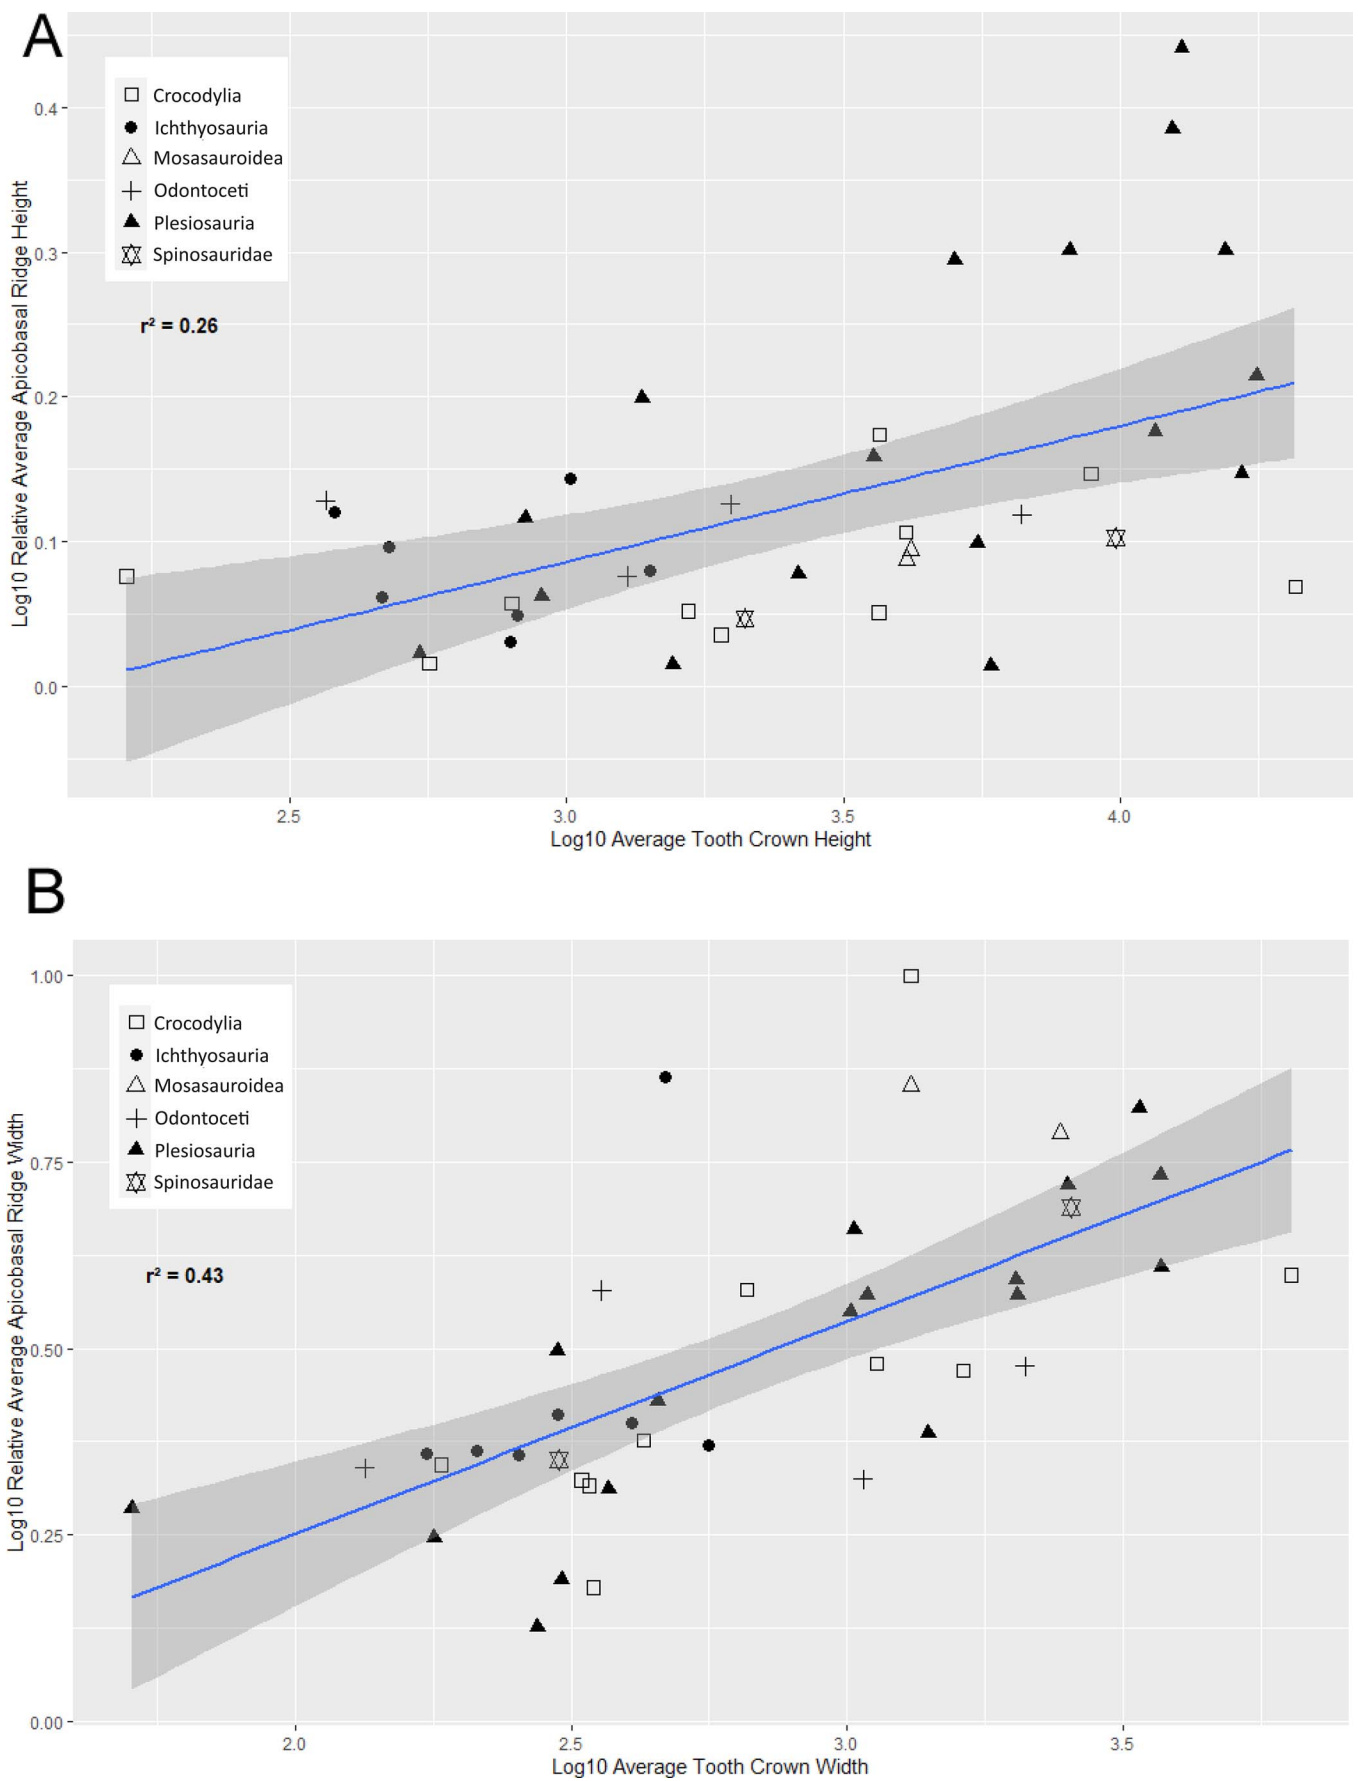 A
Crocodylia
Ichthyosauria
Mosasauroidea
Odontoceti
Plesiosauria
Spinosauridae
r² = 0.26
Log10 Relative Average Apicobasal Ridge Height
0.4
0.3
0.2
0.1
0.0
2.5 3.0 3.5 4.0
Log10 Average Tooth Crown Height
B
Crocodylia
Ichthyosauria
Mosasauroidea
Odontoceti
Plesiosauria
Spinosauridae
r² = 0.43
Log10 Relative Average Apicobasal Ridge Width
1.00
0.75
0.50
0.25
0.00
2.0 2.5 3.0 3.5
Log10 Average Tooth Crown Width